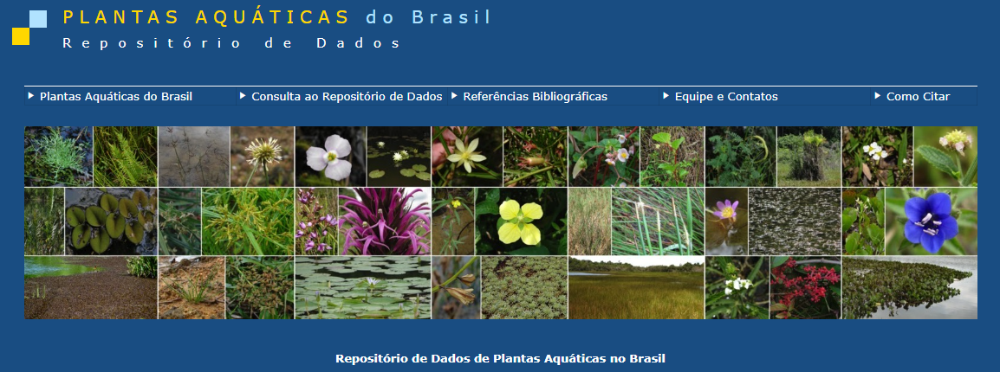 PLANTAS AQUÁTICAS do Brasil
Repositório de Dados
Plantas Aquáticas do Brasil
Consulta ao Repositório de Dados
Referências Bibliográficas
Equipe e Contatos
Como Citar
Repositório de Dados de Plantas Aquáticas no Brasil